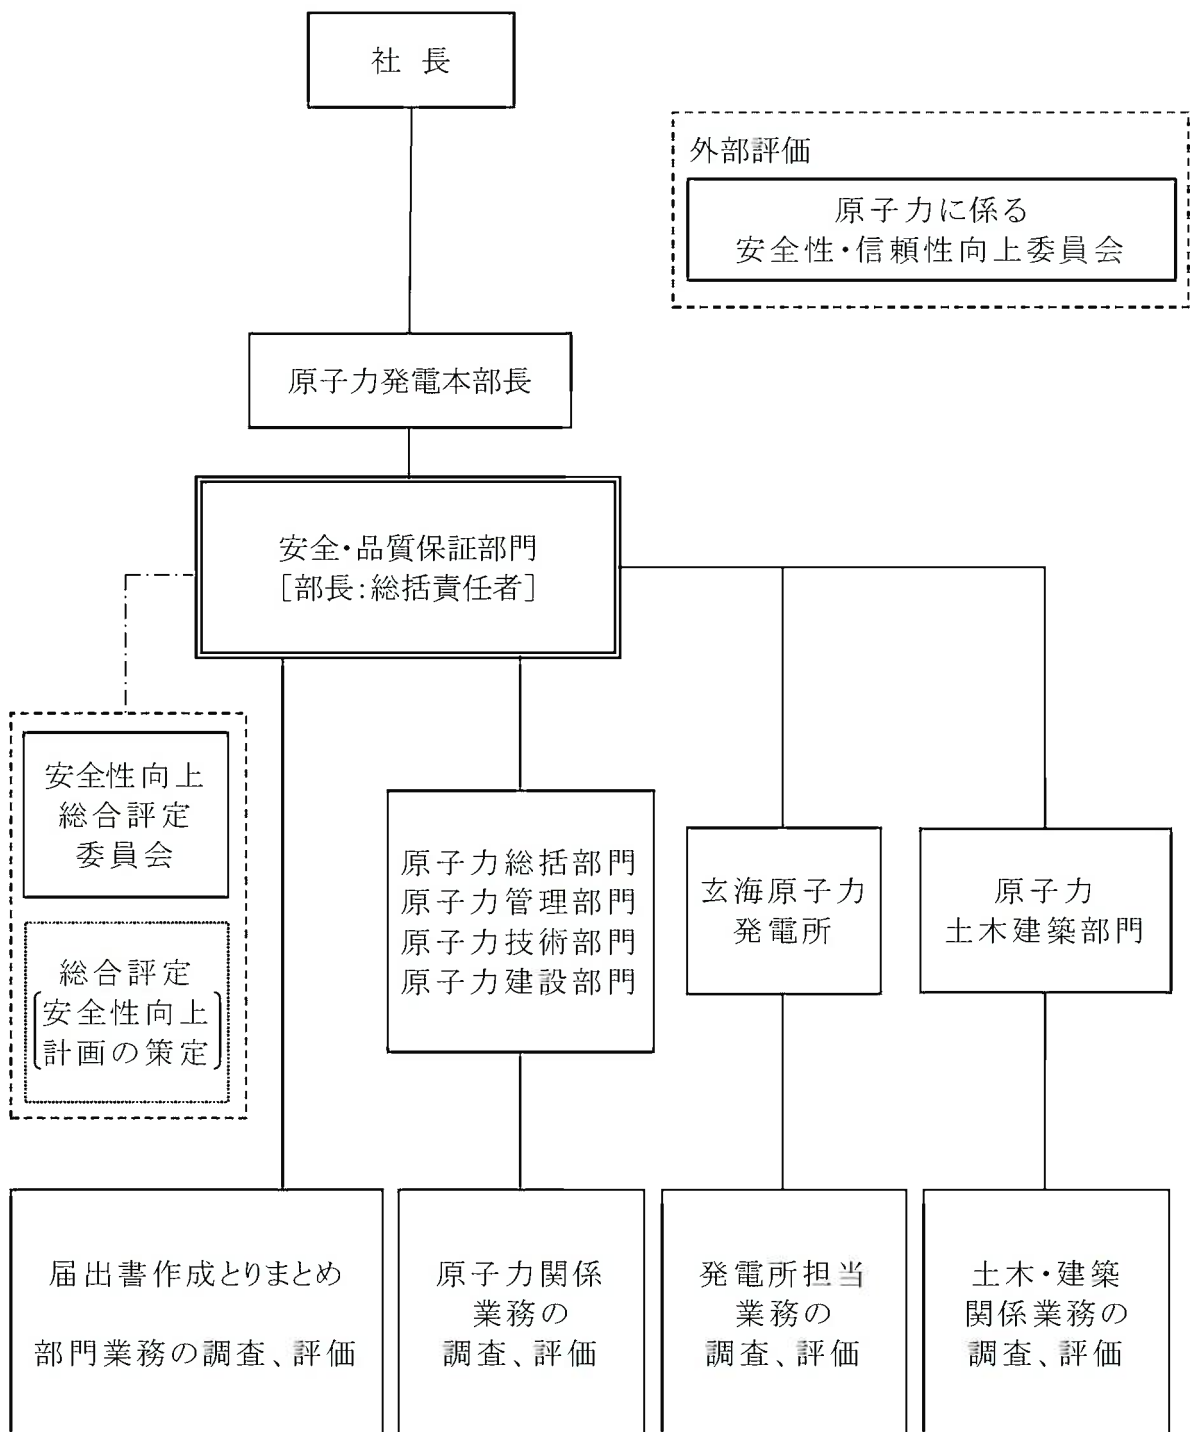 社長
外部評価
原子力に係る
安全性・信頼性向上委員会
原子力発電本部長
安全・品質保証部門
[部長:総括責任者]
安全性向上
総合評定
委員会
総合評定
安全性向上
計画の策定
原子力総括部門
原子力管理部門
原子力技術部門
原子力建設部門
玄海原子力
発電所
原子力
土木建築部門
届出書作成とりまとめ
部門業務の調査、評価
原子力関係
業務の
調査、評価
発電所担当
業務の
調査、評価
土木・建築
関係業務の
調査、評価